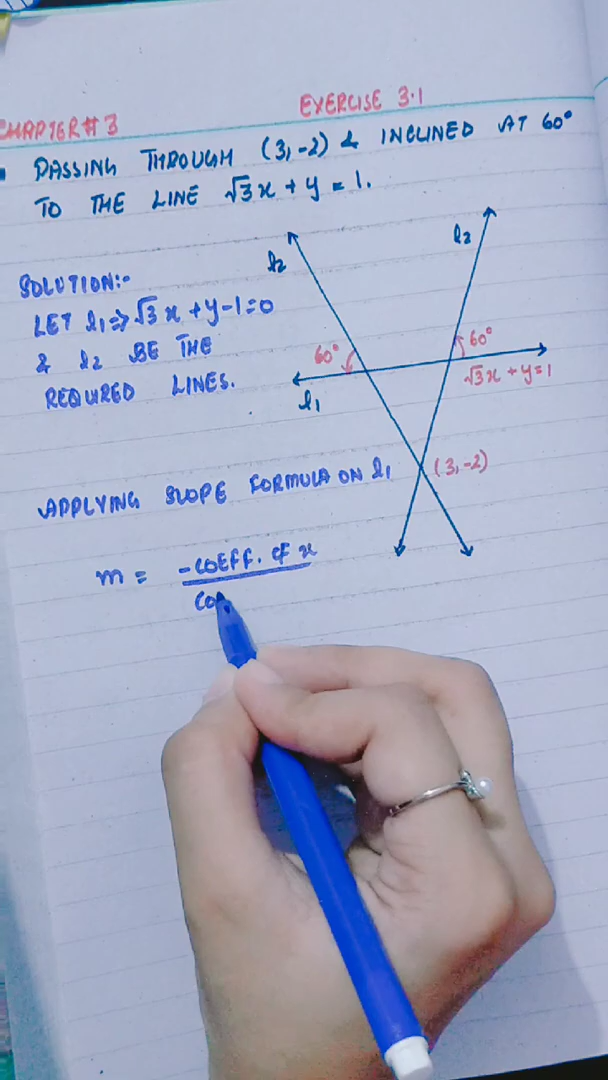 CHAPTER # 3
EXERCISE 3.1
PASSING THROUGH (3,-2) & INCLINED AT 60°
TO THE LINE √3x + y = 1.
SOLUTION:-
LET l1 => √3x + y - 1 = 0
& l2 BE THE
REQUIRED LINES.
l2
l2
60°
60°
√3x + y = 1
l1
(3,-2)
APPLYING SLOPE FORMULA ON l1
m = -COEFF. OF x
CO